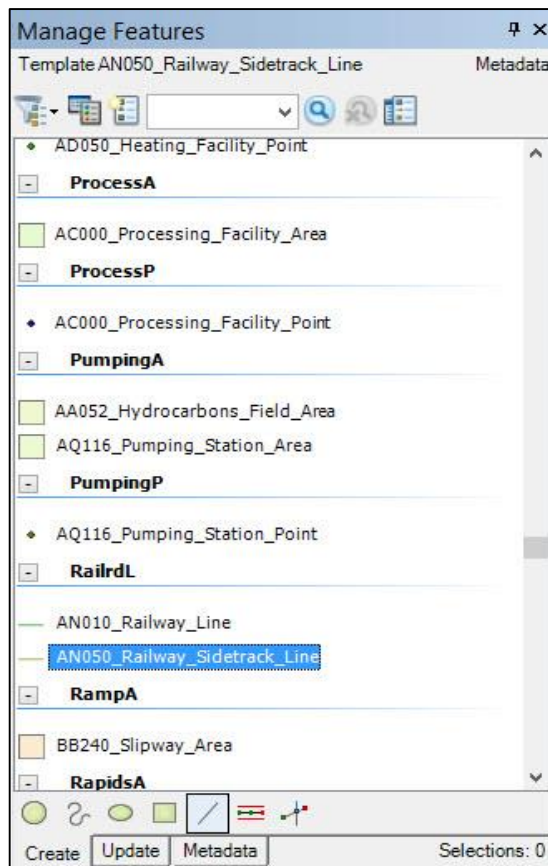 Manage Features
Template AN050_Railway_Sidetrack_Line Metadata
AD050_Heating_Facility_Point
ProcessA
AC000_Processing_Facility_Area
ProcessP
AC000_Processing_Facility_Point
PumpingA
AA052_Hydrocarbons_Field_Area
AQ116_Pumping_Station_Area
PumpingP
AQ116_Pumping_Station_Point
RailrdL
AN010_Railway_Line
AN050_Railway_Sidetrack_Line
RampA
BB240_Slipway_Area
RapidsA
Create Update Metadata Selections: 0